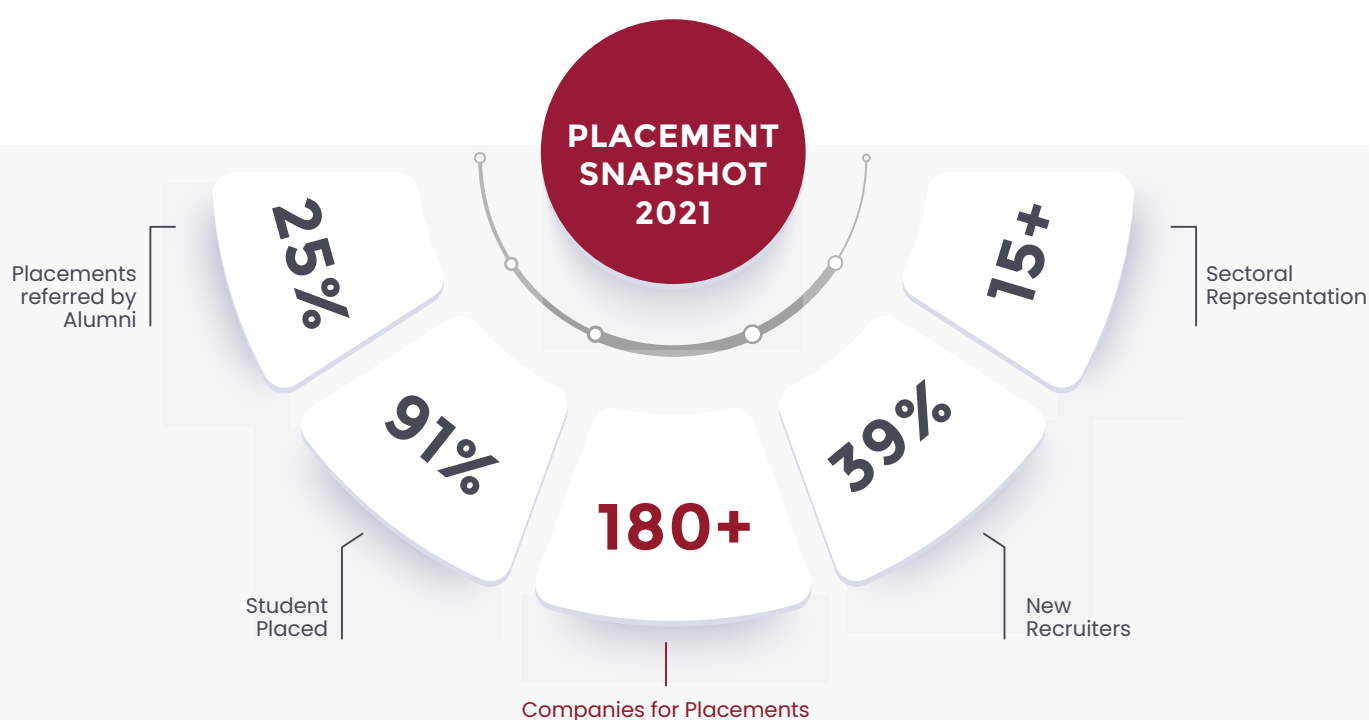 PLACEMENT
SNAPSHOT
2021
25%
Placements
referred by
Alumni
91%
Student
Placed
180+
Companies for Placements
39%
New
Recruiters
15+
Sectoral
Representation